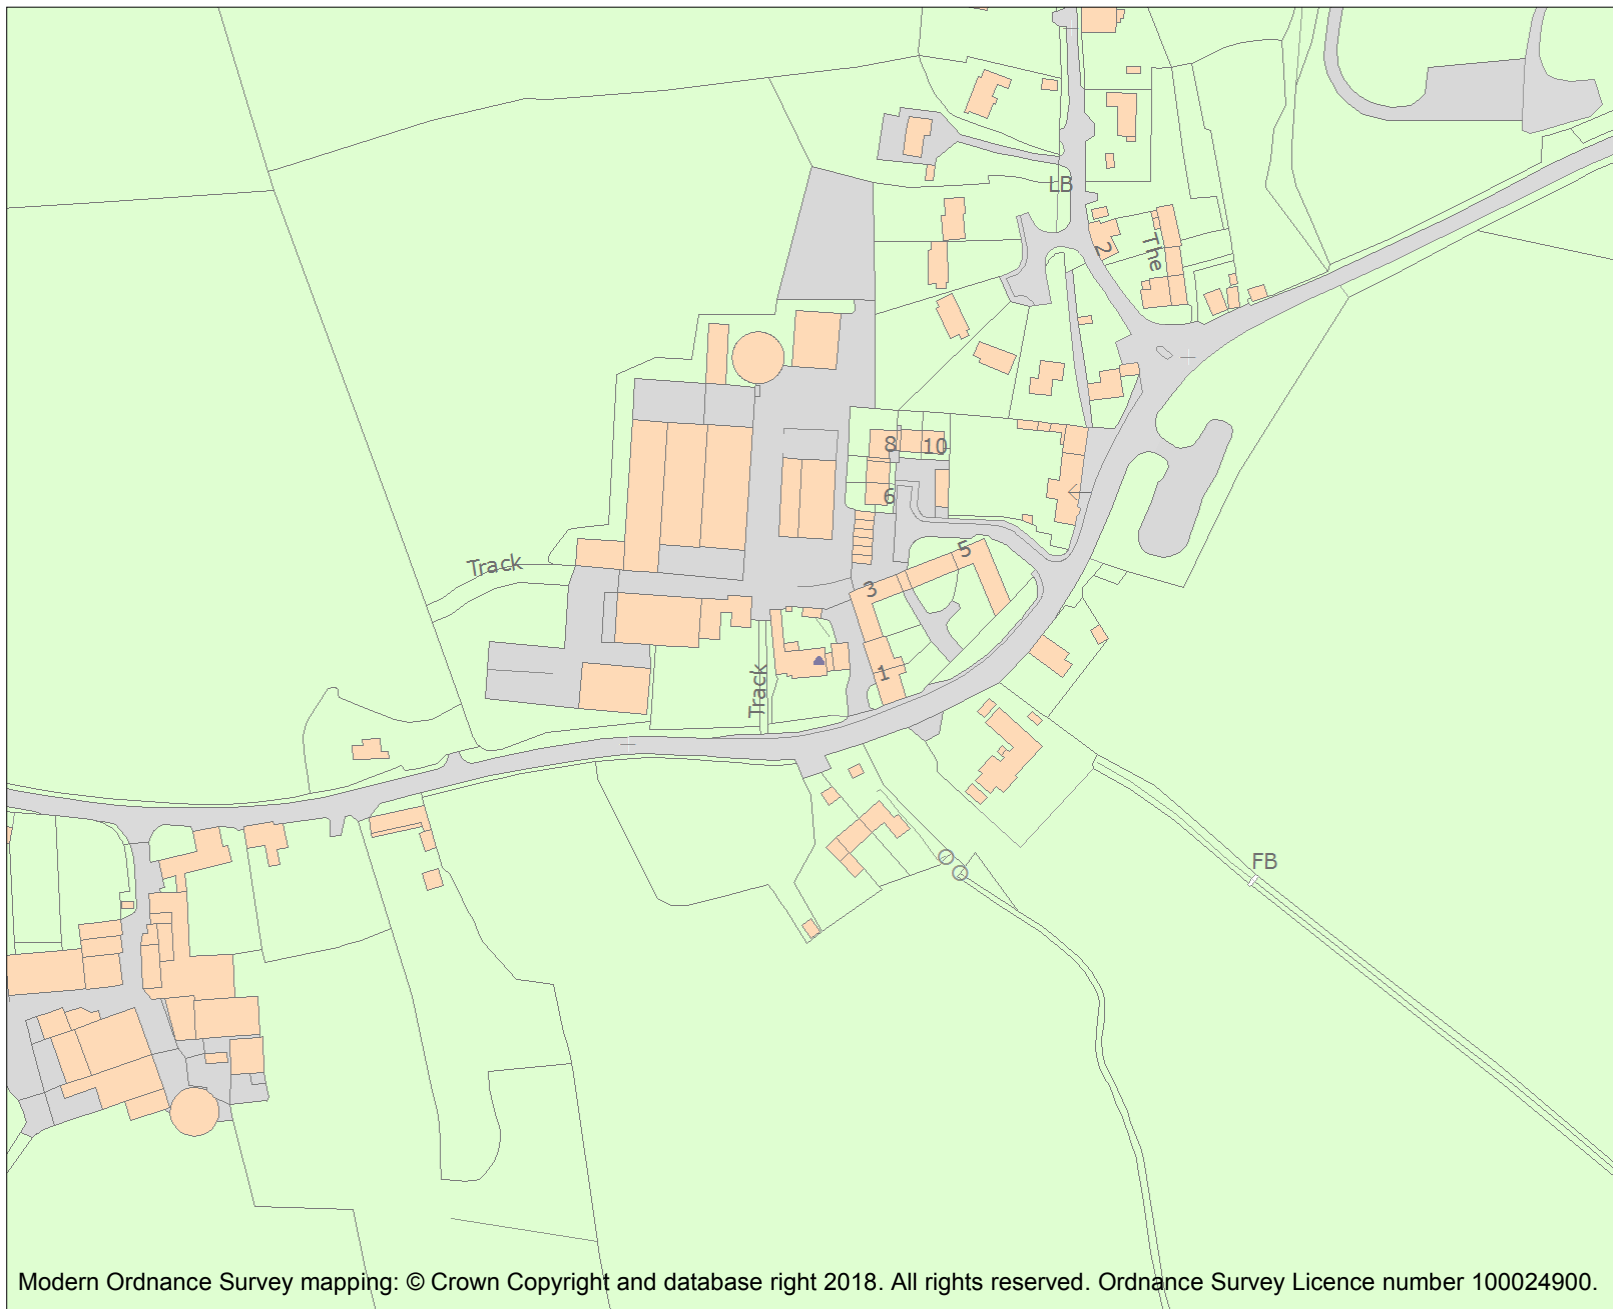 LB
2
The
8
10
6
Track
5
3
Track
1
FB
Modern Ordnance Survey mapping: © Crown Copyright and database right 2018. All rights reserved. Ordnance Survey Licence number 100024900.